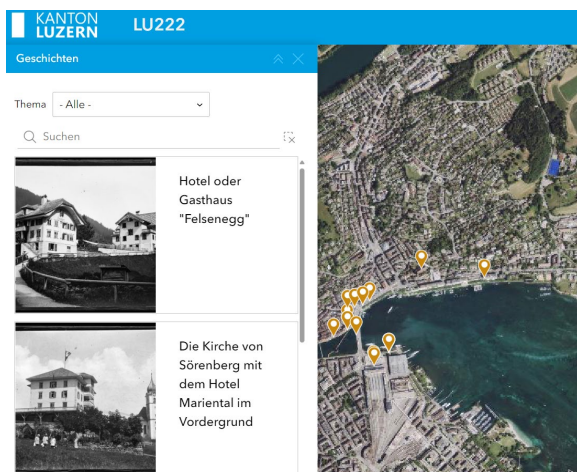 KANTON
LUZERN
LU222
Geschichten
Thema
- Alle -
Suchen
Hotel oder
Gasthaus
"Felsenegg"
Die Kirche von
Sörenberg mit
dem Hotel
Mariental im
Vordergrund